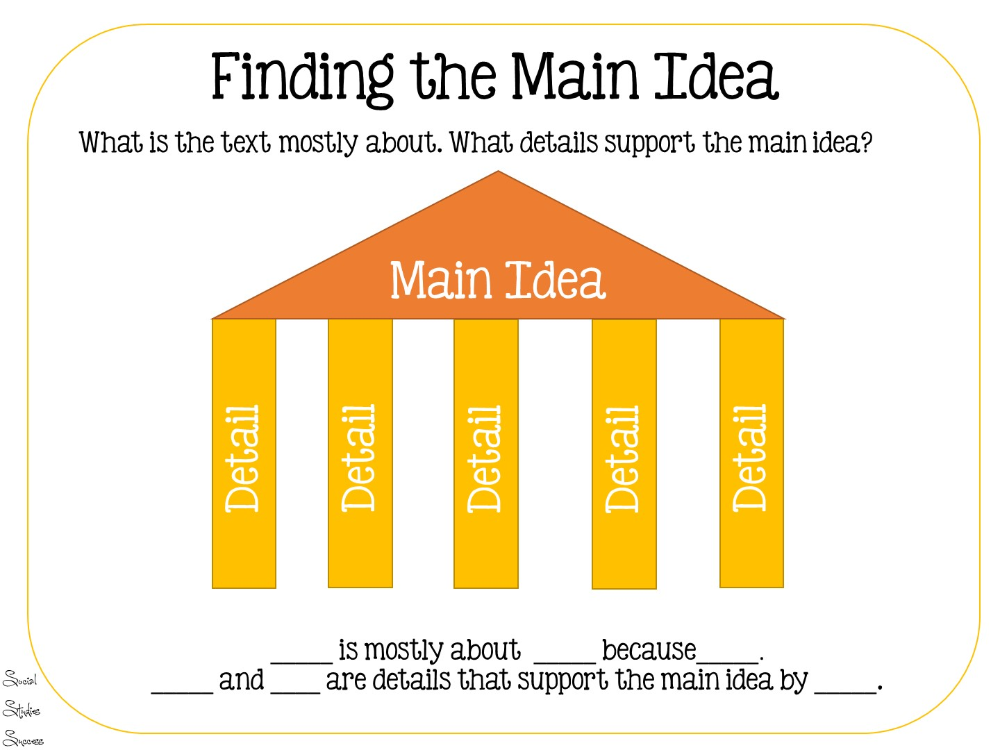 Finding the Main Idea
What is the text mostly about. What details support the main idea?
Main Idea
Detail
Detail
Detail
Detail
Detail
_____ is mostly about _____ because_____.
_____ and ____ are details that support the main idea by _____.
Social
Studies
Success